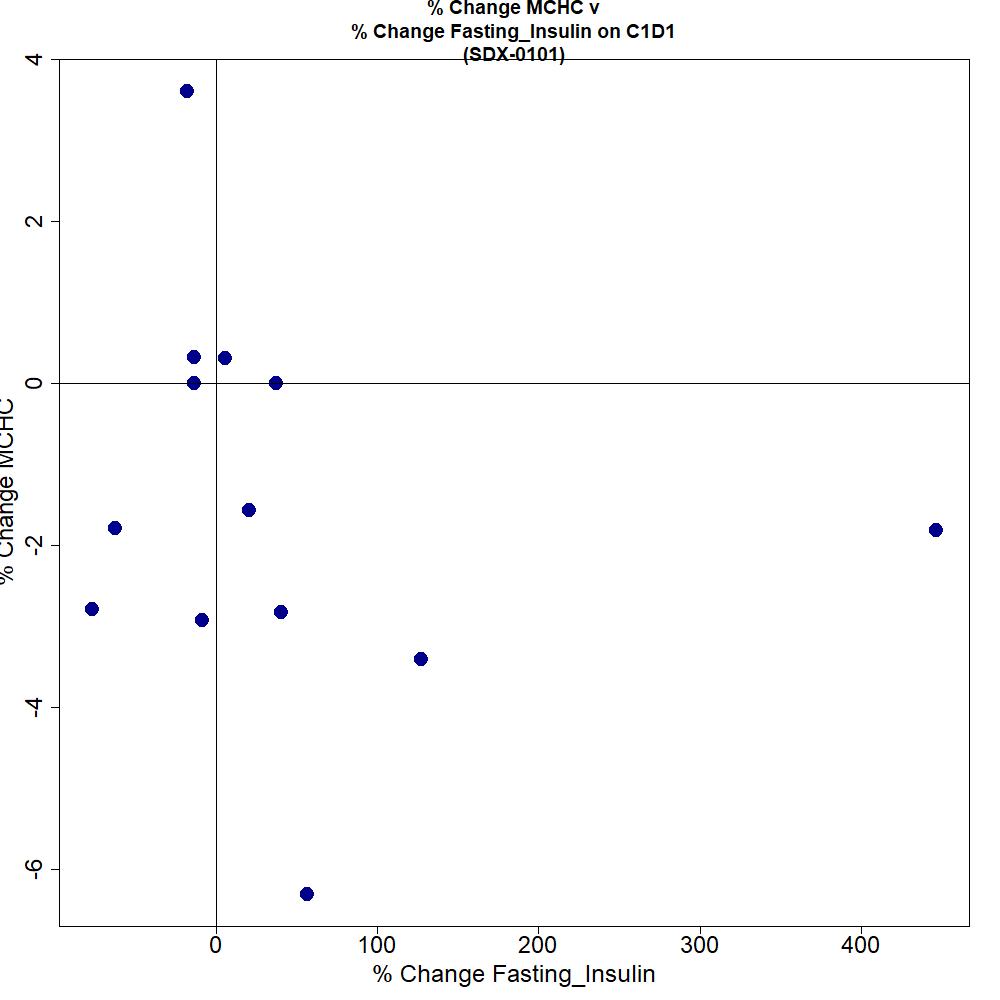 % Change MCHC v
% Change Fasting_Insulin on C1D1
(SDX-0101)
4
2
0
-2
-4
-6
% Change MCHC
0 100 200 300 400
% Change Fasting_Insulin